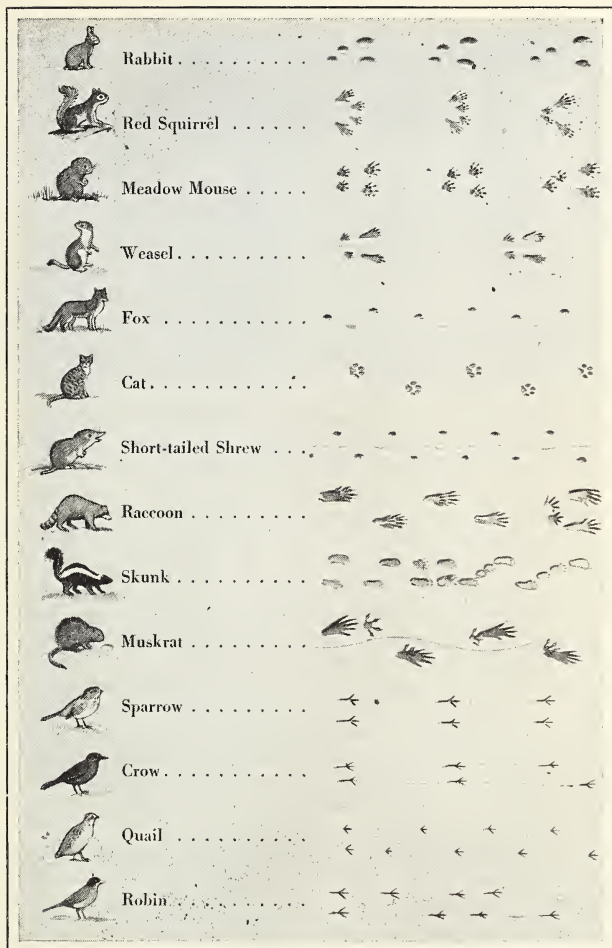 Rabbit . . . . . . . . . . .
Red Squirrel . . . . . .
Meadow Mouse . . . . .
Weasel . . . . . . . . . . .
Fox . . . . . . . . . . . .
Cat . . . . . . . . . . . . .
Short-tailed Shrew . . .
Raccoon . . . . . . . . .
Skunk . . . . . . . . . . .
Muskrat . . . . . . . . .
Sparrow . . . . . . . . .
Crow . . . . . . . . . . . .
Quail . . . . . . . . . .
Robin . . . . . . . . . . .